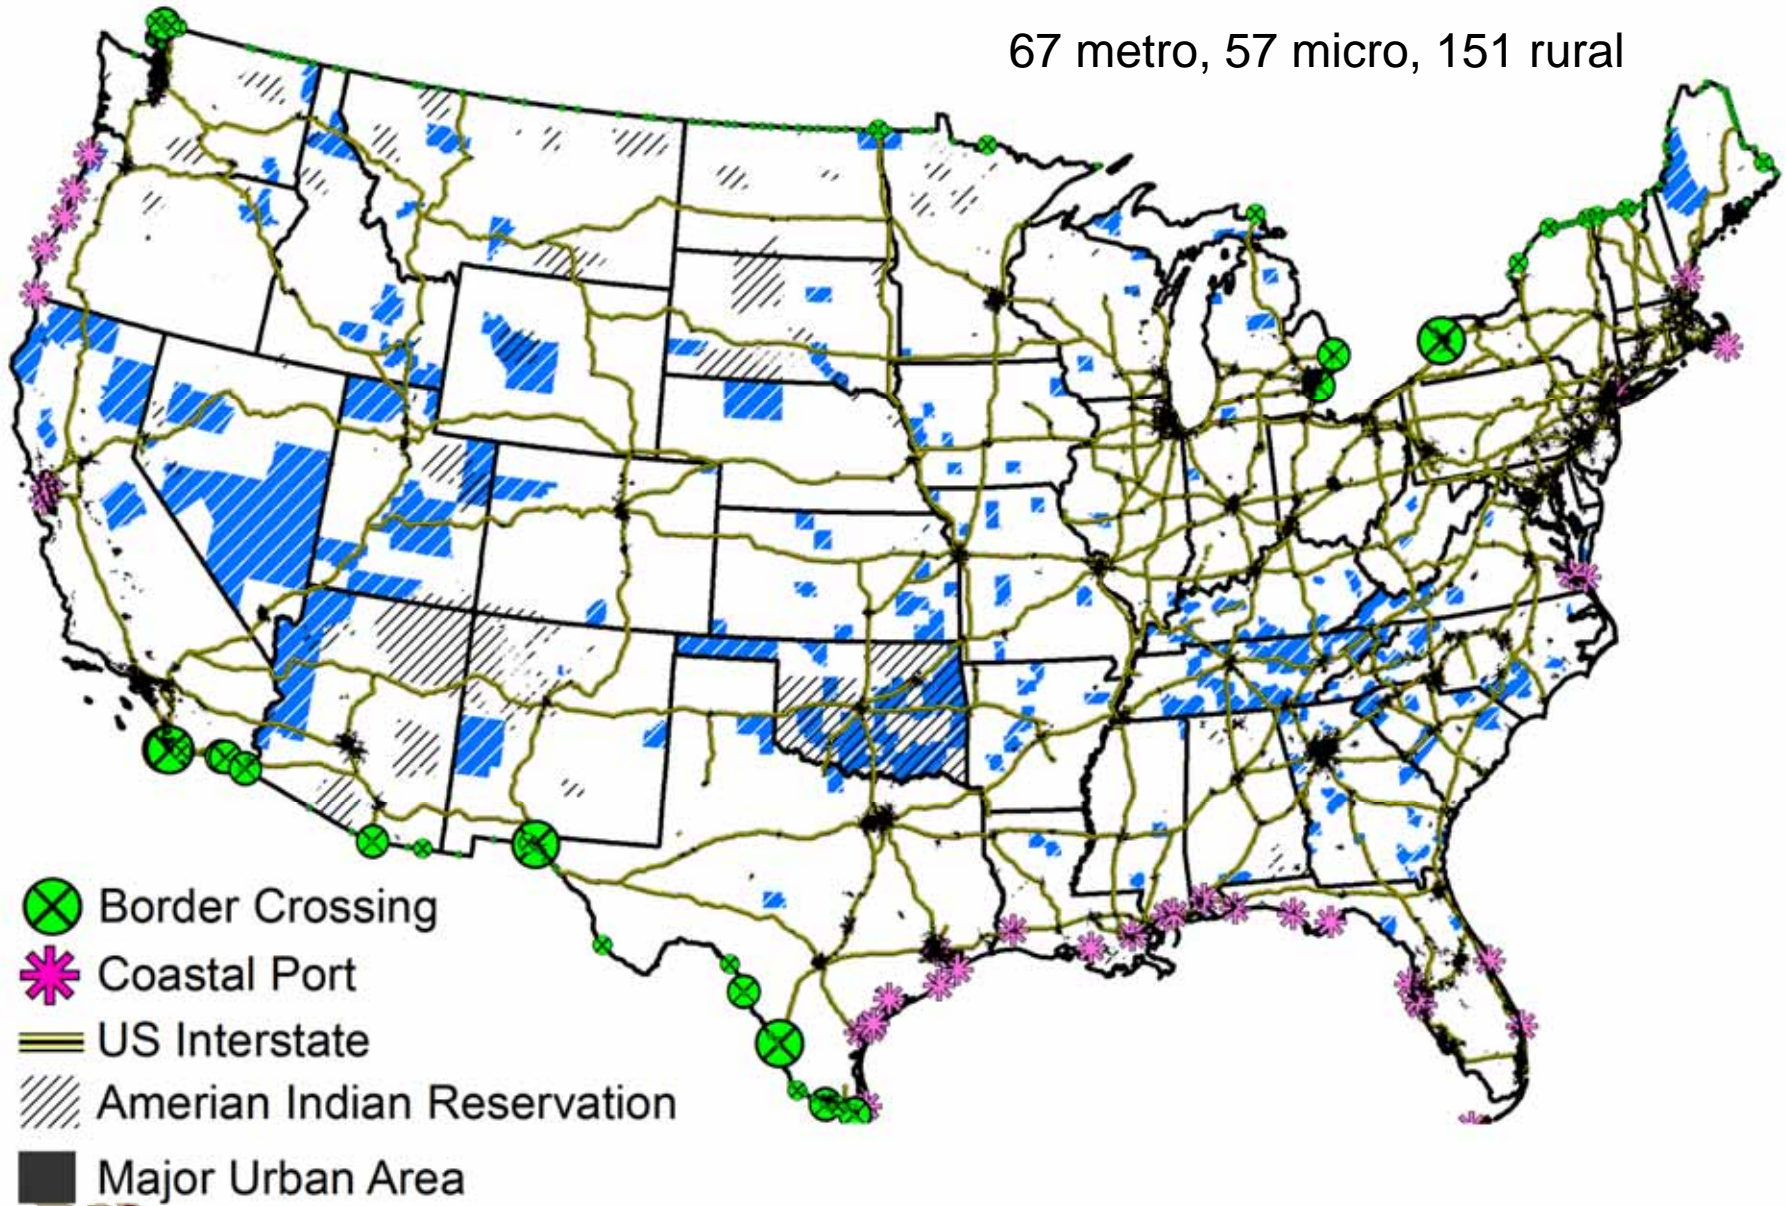 67 metro, 57 micro, 151 rural
Border Crossing
Coastal Port
US Interstate
Amerian Indian Reservation
Major Urban Area